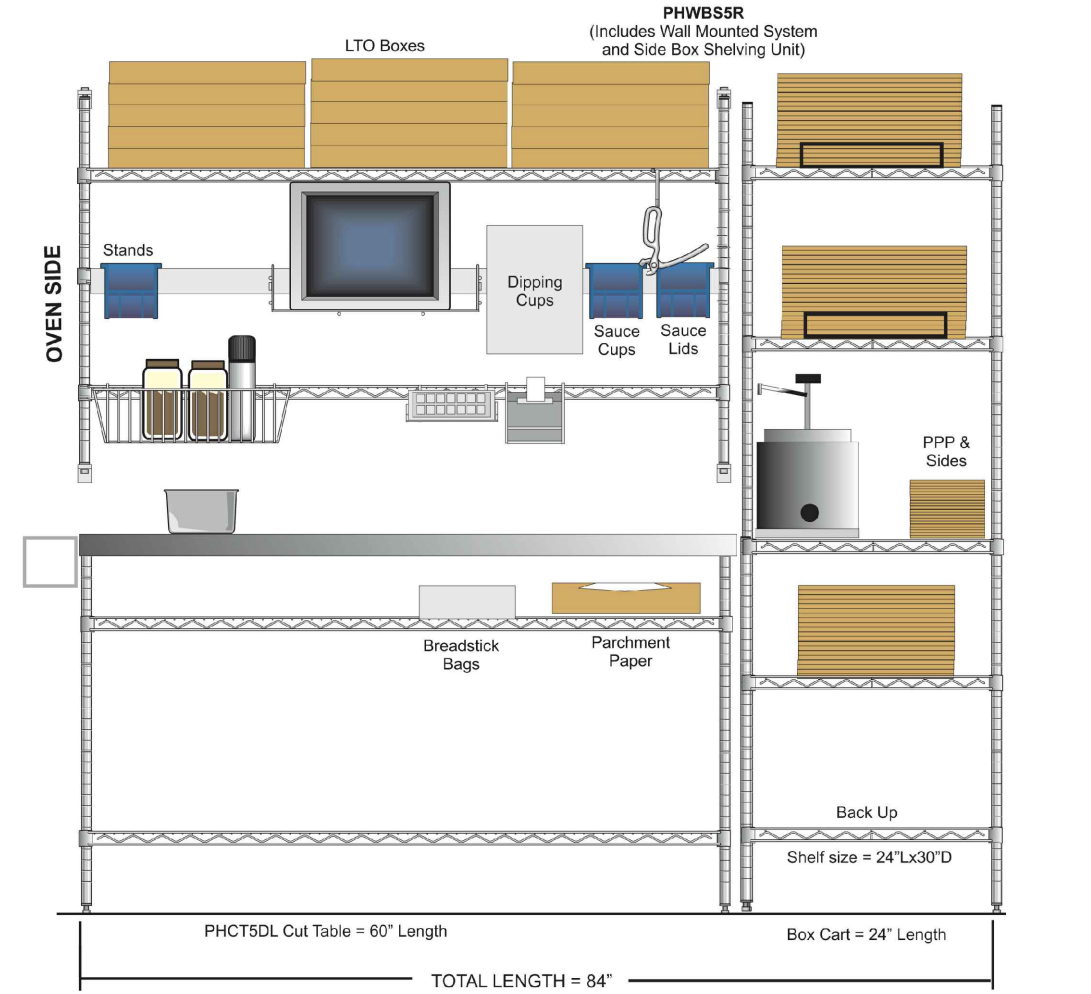 PHWBS5R
(Includes Wall Mounted System
and Side Box Shelving Unit)
LTO Boxes
OVEN SIDE
Stands
Dipping
Cups
Sauce
Cups
Sauce
Lids
PPP &
Sides
Breadstick
Bags
Parchment
Paper
Back Up
Shelf size = 24”Lx30”D
PHCT5DL Cut Table = 60” Length
Box Cart = 24” Length
TOTAL LENGTH = 84”